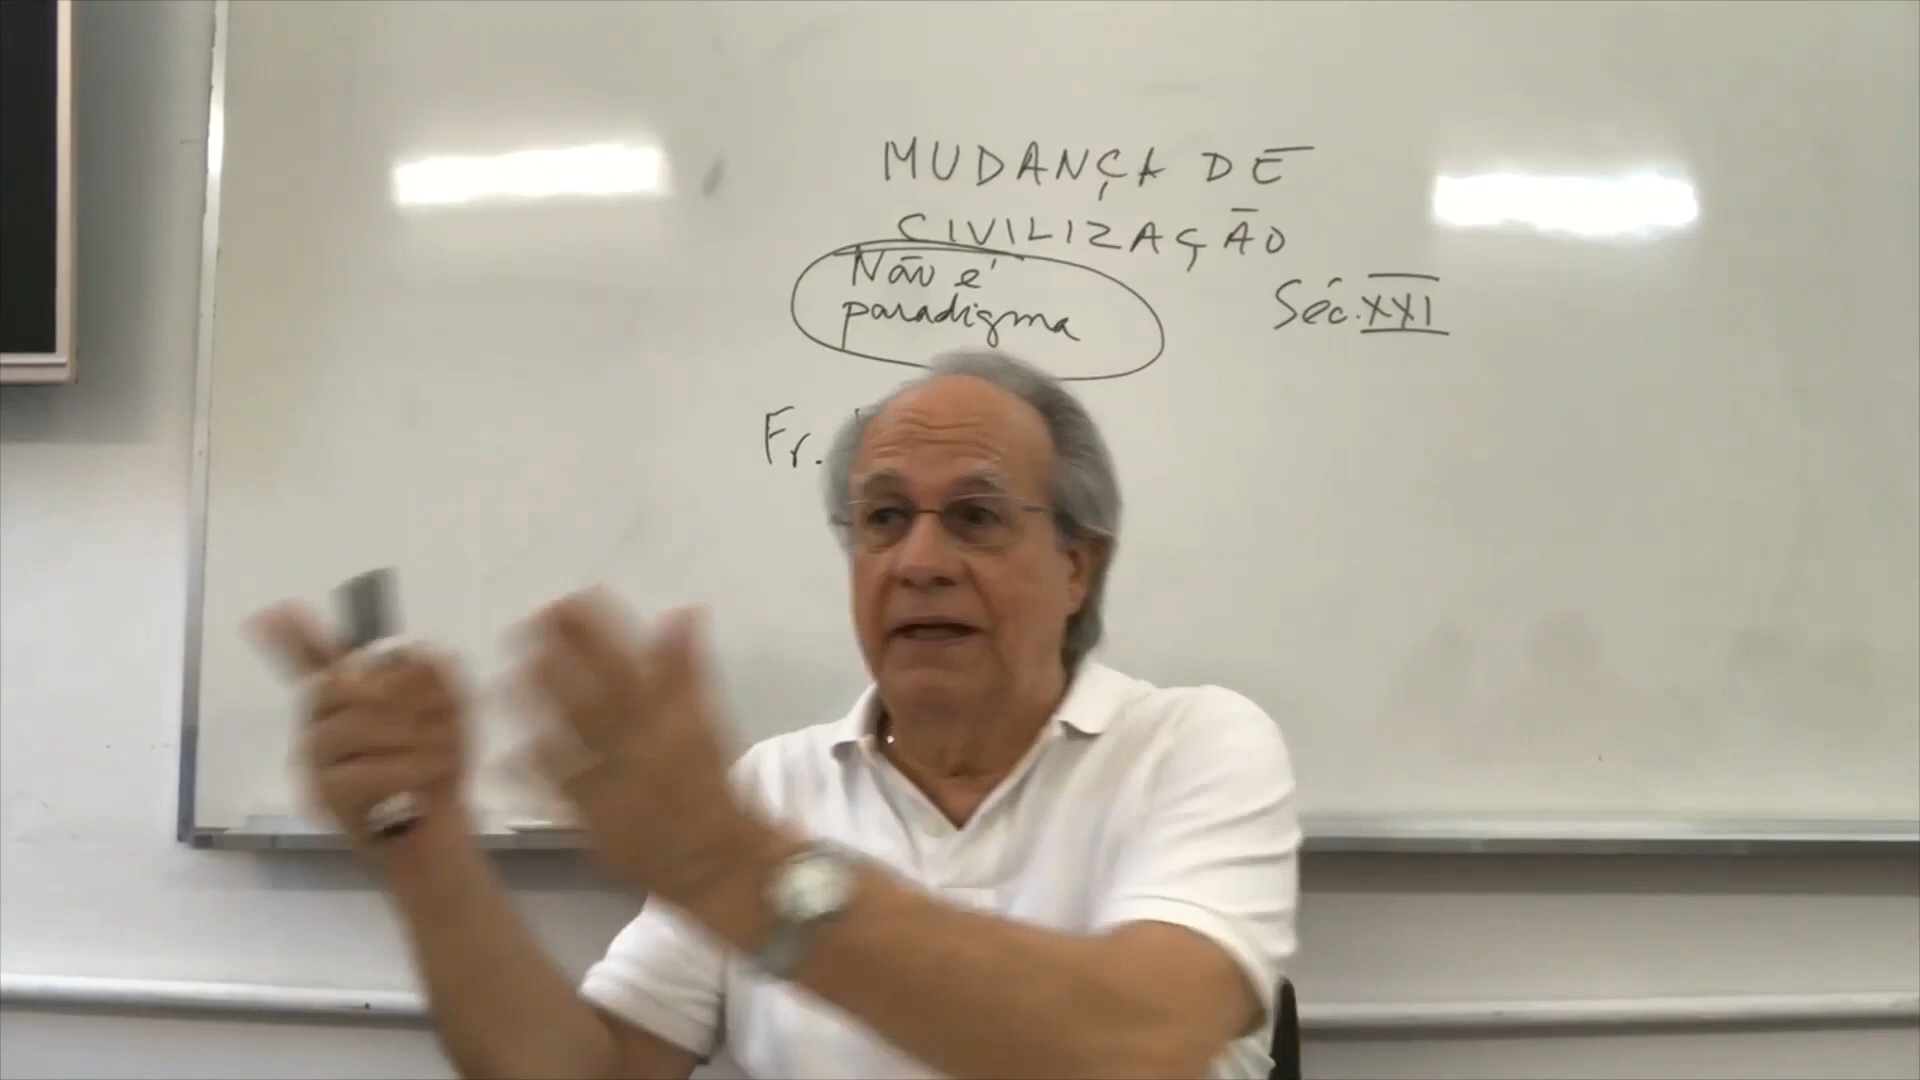 MUDANÇA DE
CIVILIZAÇÃO
Não é
paradigma
Séc. XXI
Fr.